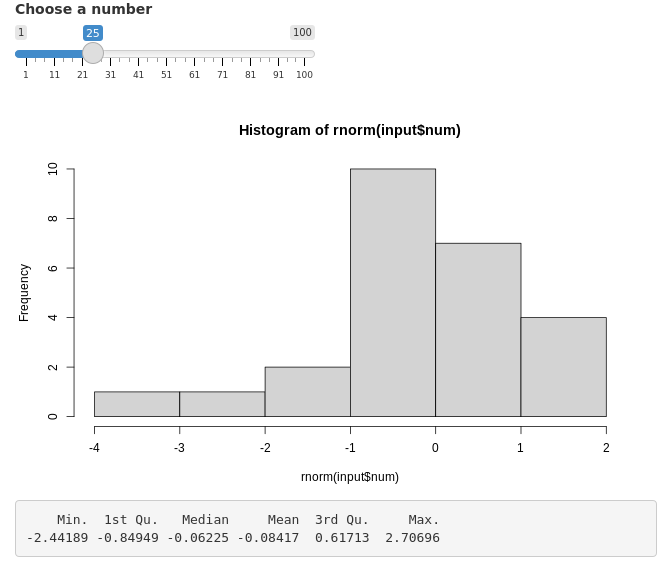 Choose a number
1 25 100
1 11 21 31 41 51 61 71 81 91 100
Histogram of rnorm(input$num)
Frequency
0 2 4 6 8 10
-4 -3 -2 -1 0 1 2
rnorm(input$num)
Min. 1st Qu. Median Mean 3rd Qu. Max.
-2.44189 -0.84949 -0.06225 -0.08417 0.61713 2.70696